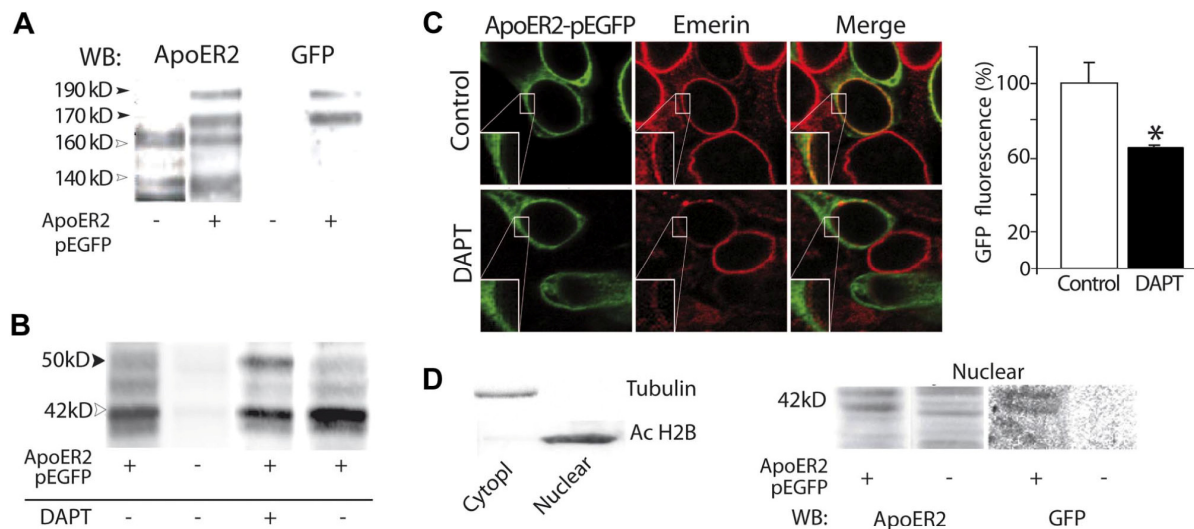 A
WB: ApoER2 GFP
190 kD
170 kD
160 kD
140 kD
ApoER2 - + - +
pEGFP
B
50kD
42kD
ApoER2 + - + +
pEGFP
DAPT - - + -
C
ApoER2-pEGFP Emerin Merge
Control
DAPT
GFP fluorescence (%)
100
60
20
0
*
Control DAPT
D
Tubulin
Ac H2B
Cytopl Nuclear
Nuclear
42kD
ApoER2 + - + -
pEGFP
WB: ApoER2 GFP